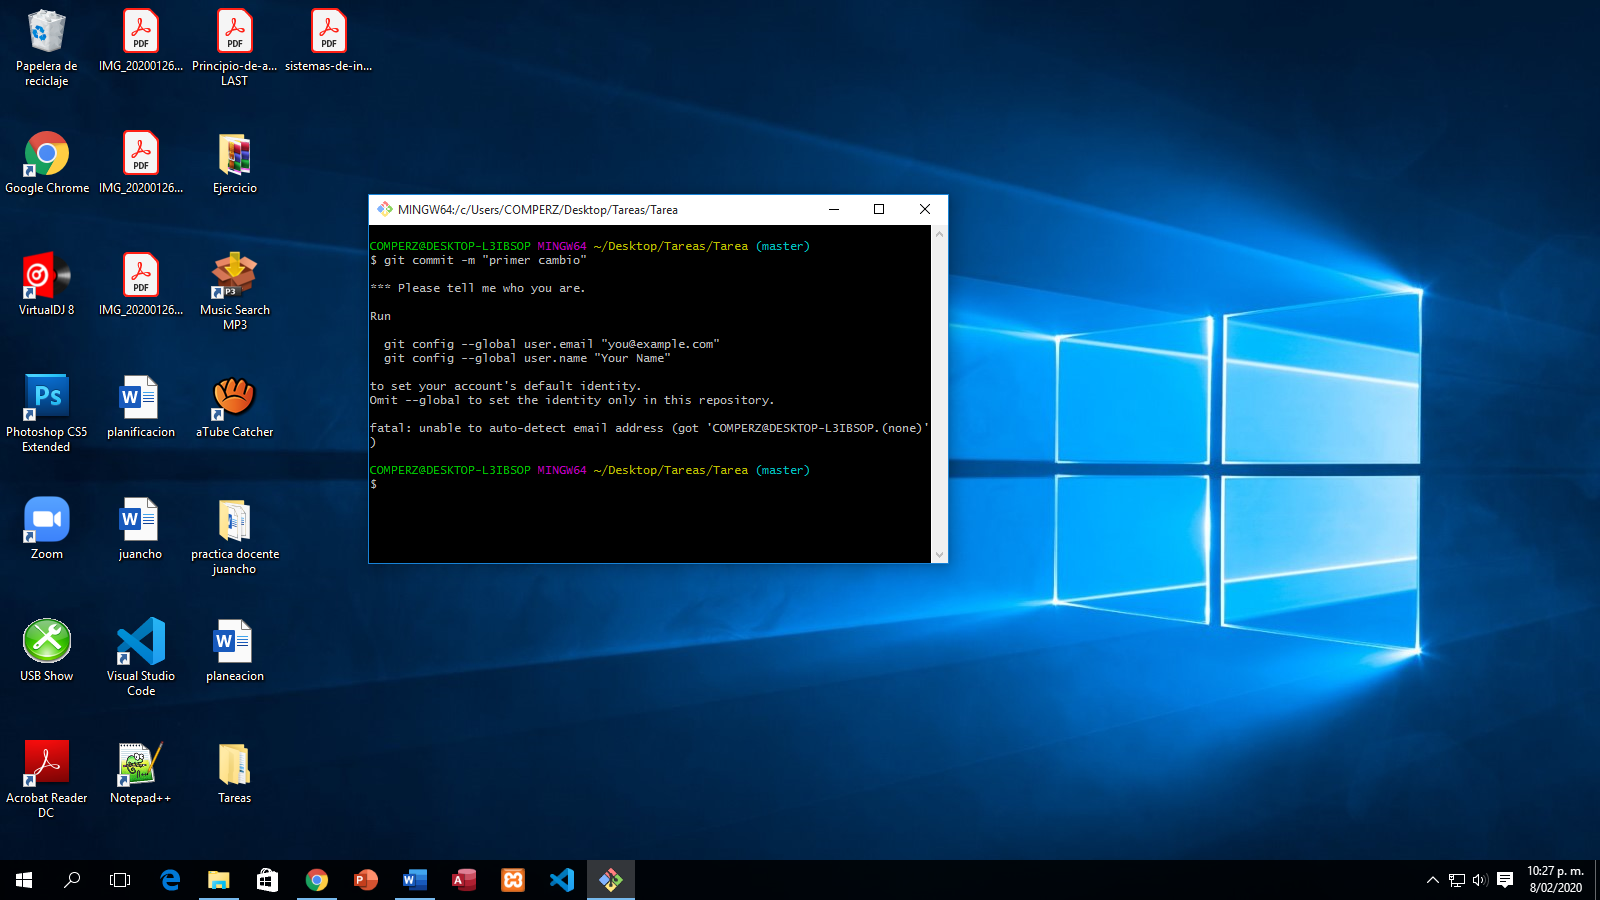 Papelera de
reciclaje
IMG_20200126...
Principio-de-a...
LAST
sistemas-de-in...
Google Chrome
IMG_20200126...
Ejercicio
VirtualDJ 8
IMG_20200126...
Music Search
MP3
Photoshop CS5
Extended
planificacion
aTube Catcher
Zoom
juancho
practica docente
juancho
USB Show
Visual Studio
Code
planeacion
Acrobat Reader
DC
Notepad++
Tareas
MINGW64:/c/Users/COMPERZ/Desktop/Tareas/Tarea
COMPERZ@DESKTOP-L3IBSOP MINGW64 ~/Desktop/Tareas/Tarea (master)
$ git commit -m "primer cambio"
*** Please tell me who you are.
Run
git config --global user.email "you@example.com"
git config --global user.name "Your Name"
to set your account's default identity.
Omit --global to set the identity only in this repository.
fatal: unable to auto-detect email address (got 'COMPERZ@DESKTOP-L3IBSOP.(none)'
)
COMPERZ@DESKTOP-L3IBSOP MINGW64 ~/Desktop/Tareas/Tarea (master)
$
10:27 p. m.
8/02/2020